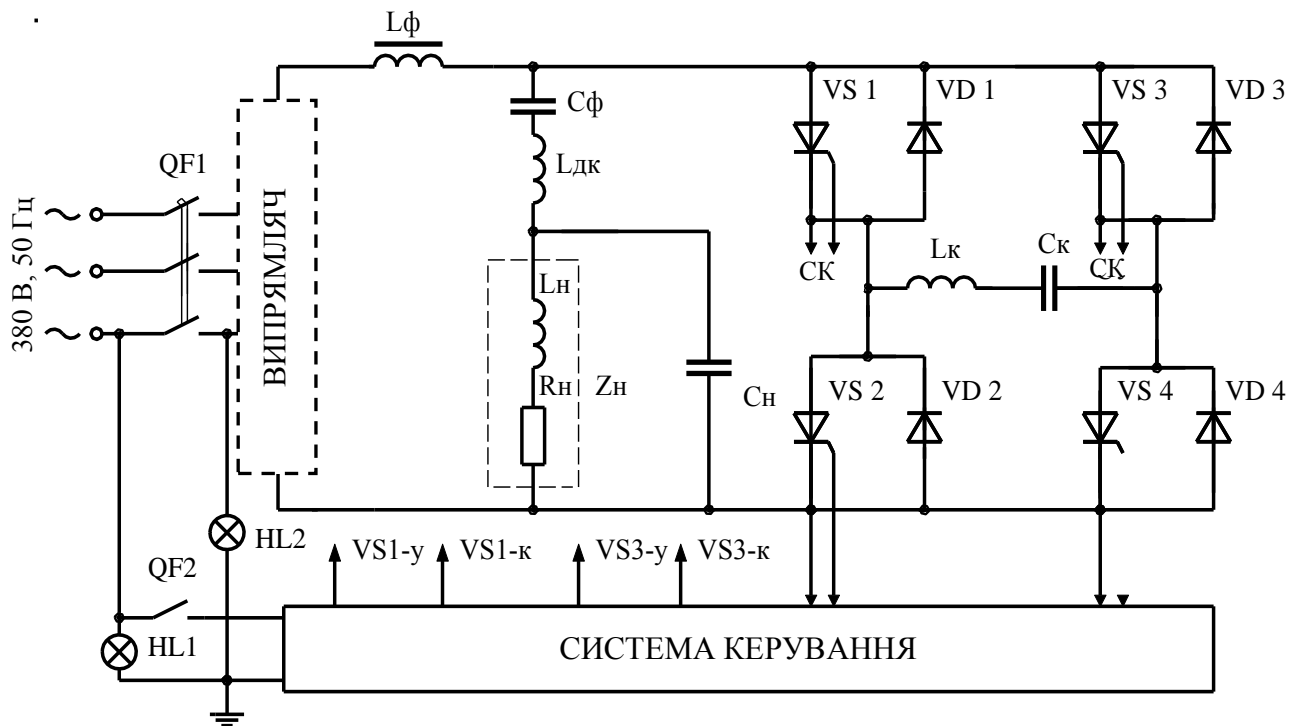 Lф
VS 1
VD 1
VS 3
VD 3
Cф
Lдк
QF1
380 В, 50 Гц
ВИПРЯМЛЯЧ
СК
Lк
Cк
СК
Lн
Rн
Zн
Cн
VS 2
VD 2
VS 4
VD 4
HL2
VS1-у
VS1-к
VS3-у
VS3-к
QF2
HL1
СИСТЕМА КЕРУВАННЯ